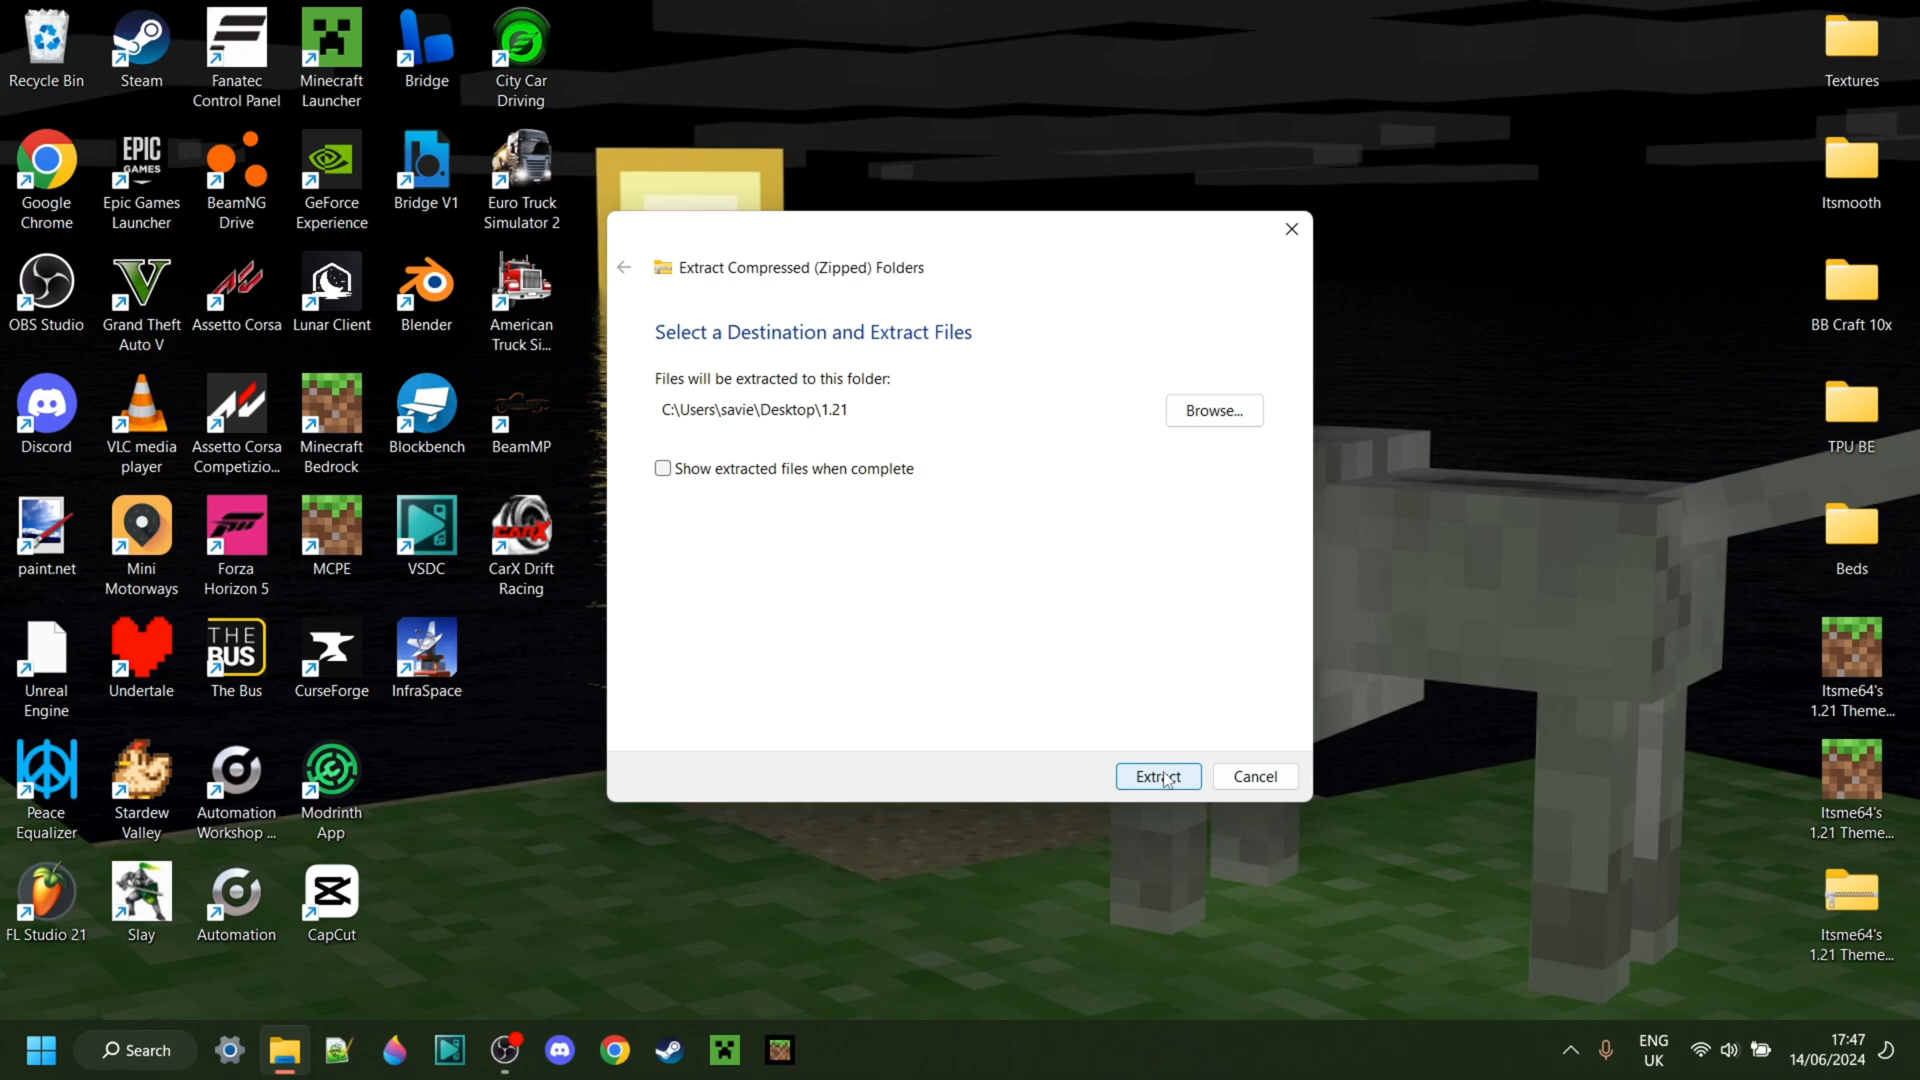 Recycle Bin
Steam
Fanatec
Control Panel
Minecraft
Launcher
Bridge
City Car
Driving
Textures
Google
Chrome
EPIC
GAMES
Epic Games
Launcher
BeamNG
Drive
GeForce
Experience
Bridge V1
Euro Truck
Simulator 2
Itsmooth
OBS Studio
Grand Theft
Auto V
Assetto Corsa
Lunar Client
Blender
American
Truck Si...
BB Craft 10x
Discord
VLC media
player
Assetto Corsa
Competizio...
Minecraft
Bedrock
Blockbench
BeamMP
TPU BE
paint.net
Mini
Motorways
Forza
Horizon 5
MCPE
VSDC
CARX
CarX Drift
Racing
Beds
Unreal
Engine
Undertale
THE
BUS
The Bus
CurseForge
InfraSpace
Itsme64's
1.21 Theme...
Peace
Equalizer
Stardew
Valley
Automation
Workshop ...
Modrinth
App
Itsme64's
1.21 Theme...
FL Studio 21
Slay
Automation
CapCut
Itsme64's
1.21 Theme...
Extract Compressed (Zipped) Folders
Select a Destination and Extract Files
Files will be extracted to this folder:
C:\Users\savie\Desktop\1.21
Browse...
Show extracted files when complete
Extract
Cancel
Search
ENG
UK
17:47
14/06/2024